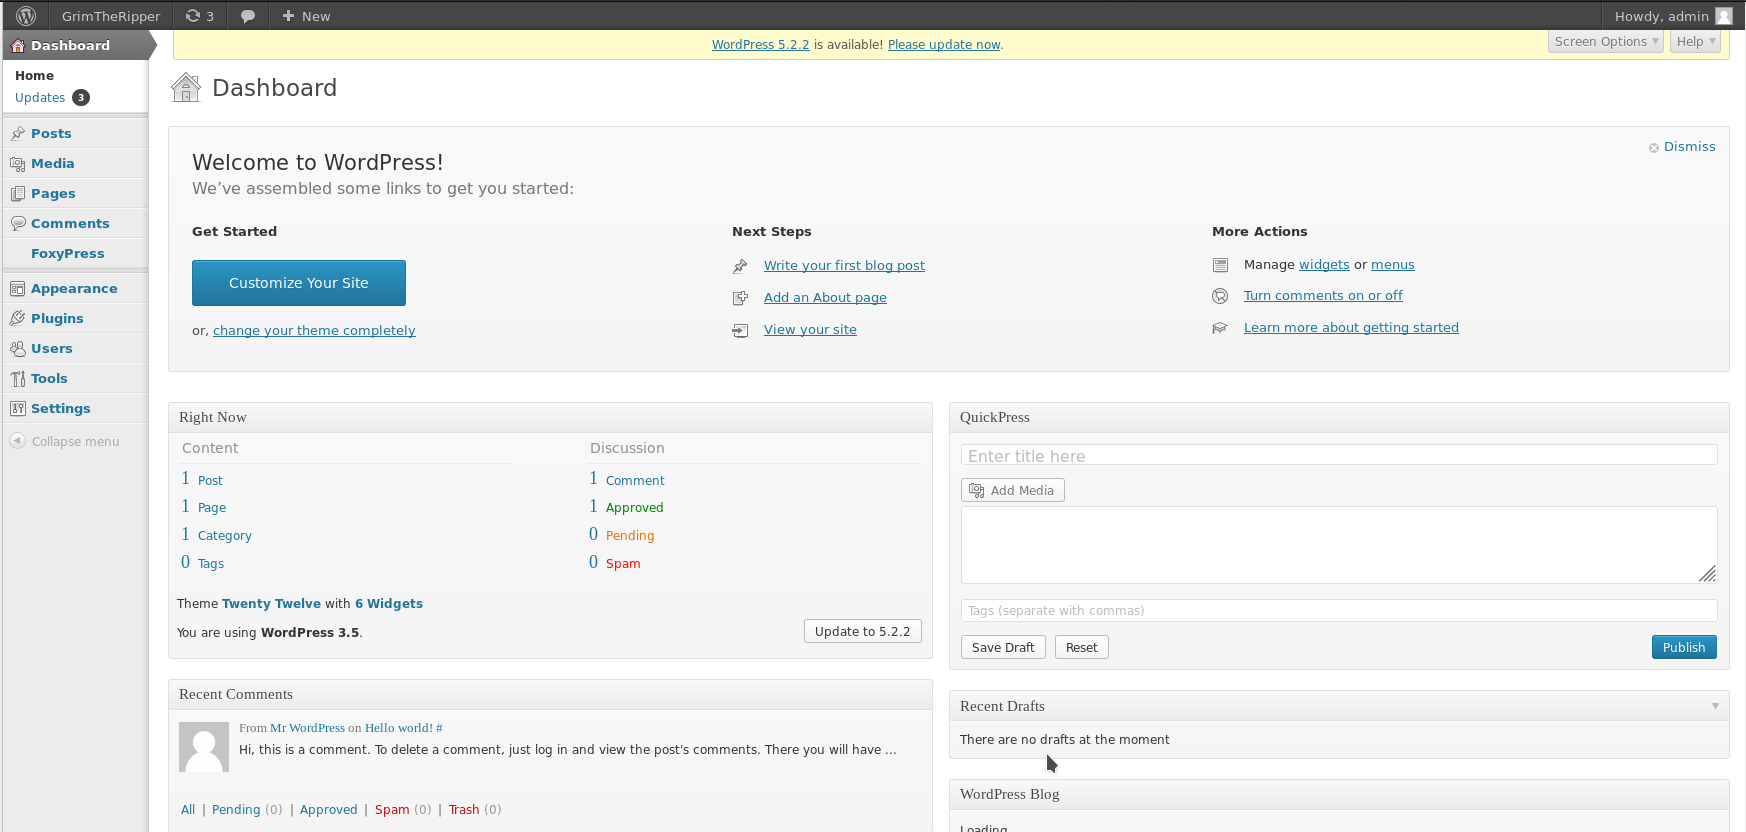 GrimTheRipper 3 New Howdy, admin
Dashboard
WordPress 5.2.2 is available! Please update now.
Screen Options Help
Home
Updates 3
Posts
Media
Pages
Comments
FoxyPress
Appearance
Plugins
Users
Tools
Settings
Collapse menu
Dashboard
Dismiss
Welcome to WordPress!
We’ve assembled some links to get you started:
Get Started
Customize Your Site
or, change your theme completely
Next Steps
Write your first blog post
Add an About page
View your site
More Actions
Manage widgets or menus
Turn comments on or off
Learn more about getting started
Right Now
Content
1 Post
1 Page
1 Category
0 Tags
Discussion
1 Comment
1 Approved
0 Pending
0 Spam
Theme Twenty Twelve with 6 Widgets
You are using WordPress 3.5.
Update to 5.2.2
Recent Comments
From Mr WordPress on Hello world! #
Hi, this is a comment. To delete a comment, just log in and view the post's comments. There you will have ...
All | Pending (0) | Approved | Spam (0) | Trash (0)
QuickPress
Enter title here
Add Media
Tags (separate with commas)
Save Draft Reset Publish
Recent Drafts
There are no drafts at the moment
WordPress Blog
Loading